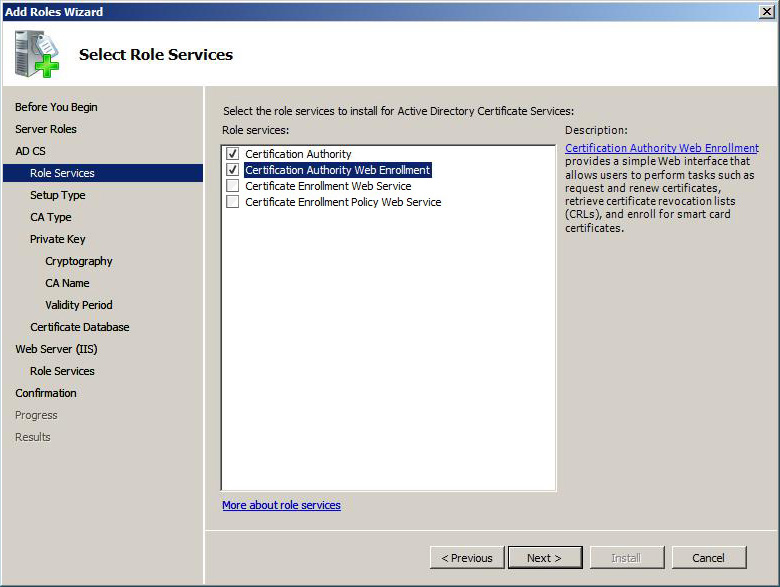 Add Roles Wizard
Select Role Services
Before You Begin
Server Roles
AD CS
Role Services
Setup Type
CA Type
Private Key
Cryptography
CA Name
Validity Period
Certificate Database
Web Server (IIS)
Role Services
Confirmation
Progress
Results
Select the role services to install for Active Directory Certificate Services:
Role services:
Certification Authority
Certification Authority Web Enrollment
Certificate Enrollment Web Service
Certificate Enrollment Policy Web Service
More about role services
Description:
Certification Authority Web Enrollment
provides a simple Web interface that
allows users to perform tasks such as
request and renew certificates,
retrieve certificate revocation lists
(CRLs), and enroll for smart card
certificates.
< Previous
Next >
Install
Cancel